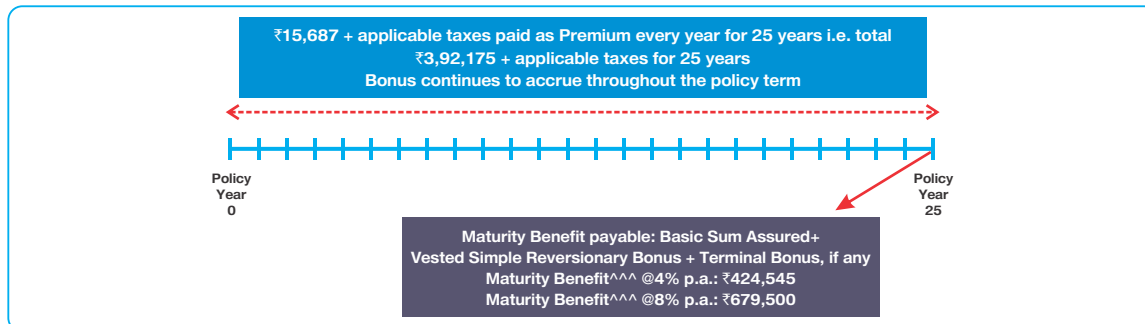 ₹15,687 + applicable taxes paid as Premium every year for 25 years i.e. total
₹3,92,175 + applicable taxes for 25 years
Bonus continues to accrue throughout the policy term
Policy
Year
0
Policy
Year
25
Maturity Benefit payable: Basic Sum Assured+
Vested Simple Reversionary Bonus + Terminal Bonus, if any
Maturity Benefit^^^ @4% p.a.: ₹424,545
Maturity Benefit^^^ @8% p.a.: ₹679,500